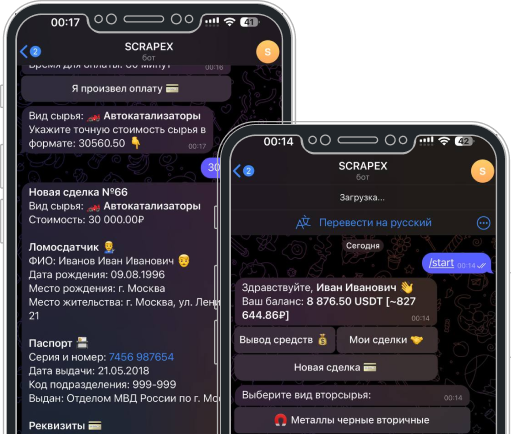 00:17
41
2
SCRAPEX
бот
S
Время для оплаты: 60 минут
00:16
Я произвел оплату 💳
Вид сырья: 🏎️ Автокатализаторы
Укажите точную стоимость сырья в
формате: 30560.50 👇
00:17
30
Новая сделка №66
Вид сырья: 🏎️ Автокатализаторы
Стоимость: 30 000.00₽
Ломосдатчик
ФИО: Иванов Иван Иванович
Дата рождения: 09.08.1996
Место рождения: г. Москва
Место жительства: г. Москва, ул.
21
Паспорт
Серия и номер: 7456 987654
Дата выдачи: 21.05.2018
Код подразделения: 999-999
Выдан: Отделом МВД России по г.
Реквизиты 💳
00:14
42
2
SCRAPEX
бот
S
Загрузка...
Перевести на русский
Сегодня
/start 00:14
Здравствуйте, Иван Иванович 👋
Ваш баланс: 8 876.50 USDT [~827
644.86₽]
00:14
Вывод средств 💰
Мои сделки 🤝
Новая сделка 💳
Выберите вид вторсырья:
00:14
🧲 Металлы черные вторичные